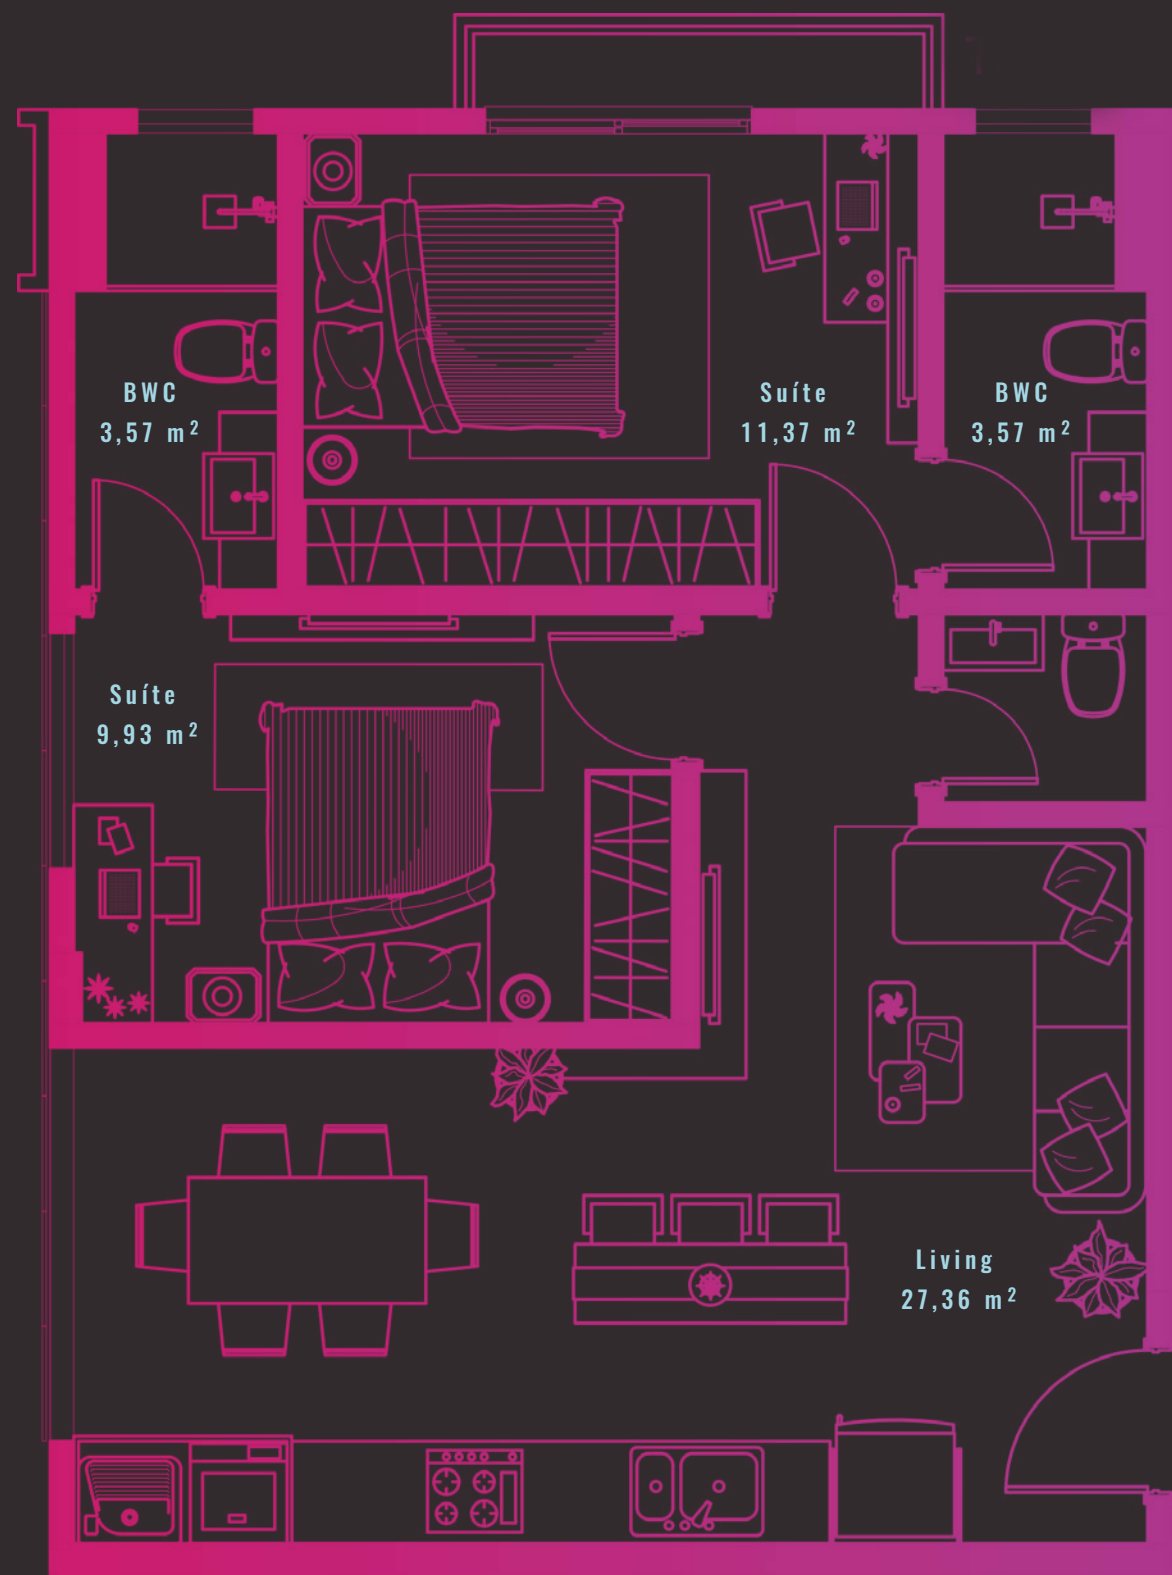 BWC
3,57 m²
Suíte
11,37 m²
BWC
3,57 m²
Suíte
9,93 m²
Living
27,36 m²